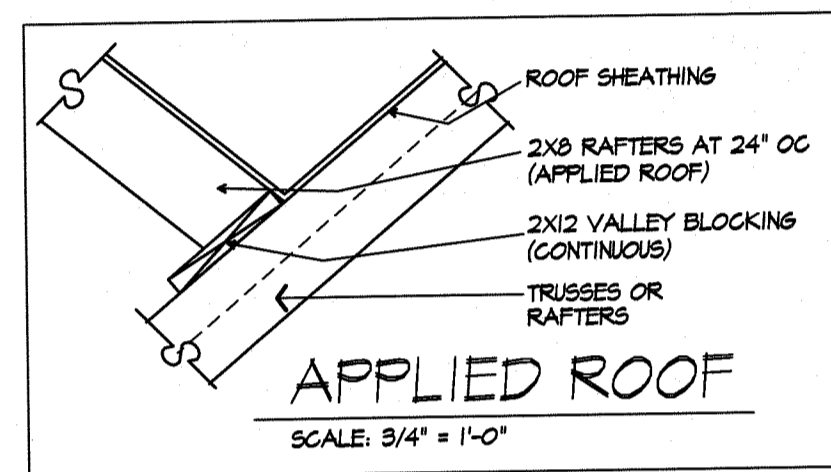 ROOF SHEATHING
2X8 RAFTERS AT 24" OC
(APPLIED ROOF)
2X12 VALLEY BLOCKING
(CONTINUOUS)
TRUSSES OR
RAFTERS
APPLIED ROOF
SCALE: 3/4" = 1'-0"